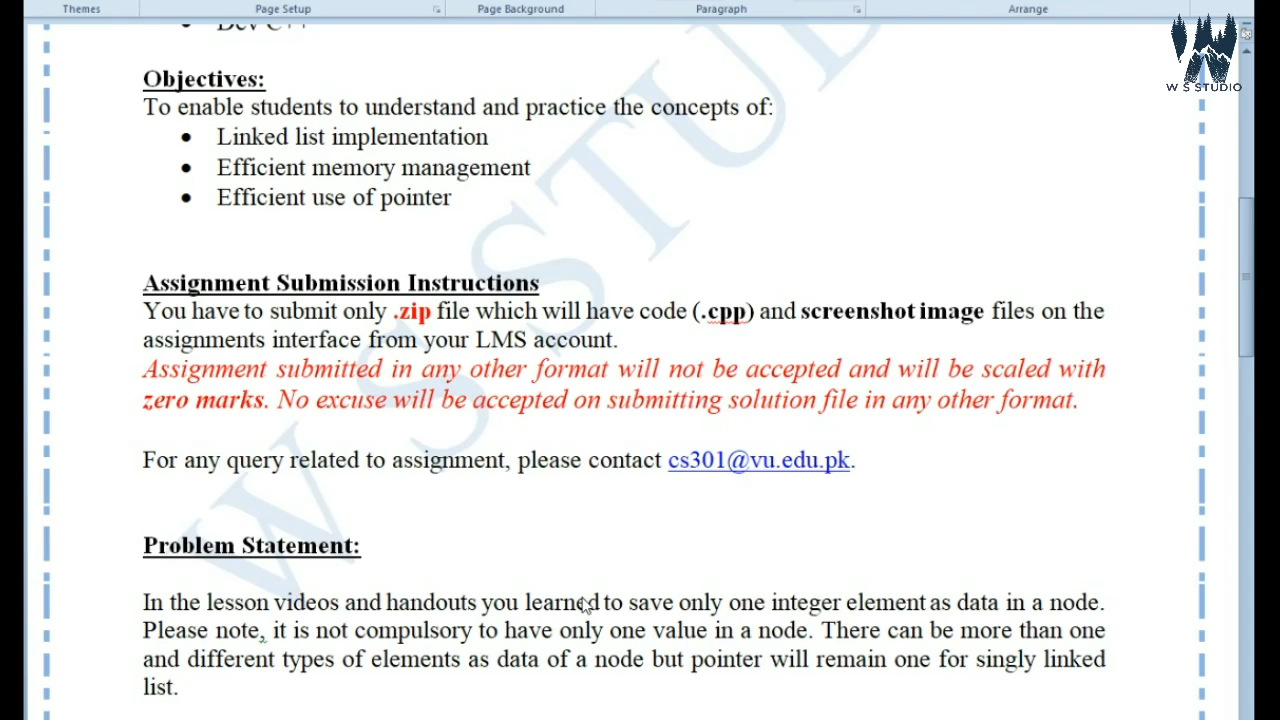 Themes Page Setup Page Background Paragraph Arrange
• Dev C++
W S STUDIO
Objectives:
To enable students to understand and practice the concepts of:
• Linked list implementation
• Efficient memory management
• Efficient use of pointer
Assignment Submission Instructions
You have to submit only .zip file which will have code (.cpp) and screenshot image files on the
assignments interface from your LMS account.
Assignment submitted in any other format will not be accepted and will be scaled with
zero marks. No excuse will be accepted on submitting solution file in any other format.
For any query related to assignment, please contact cs301@vu.edu.pk.
Problem Statement:
In the lesson videos and handouts you learned to save only one integer element as data in a node.
Please note, it is not compulsory to have only one value in a node. There can be more than one
and different types of elements as data of a node but pointer will remain one for singly linked
list.
W S STUD